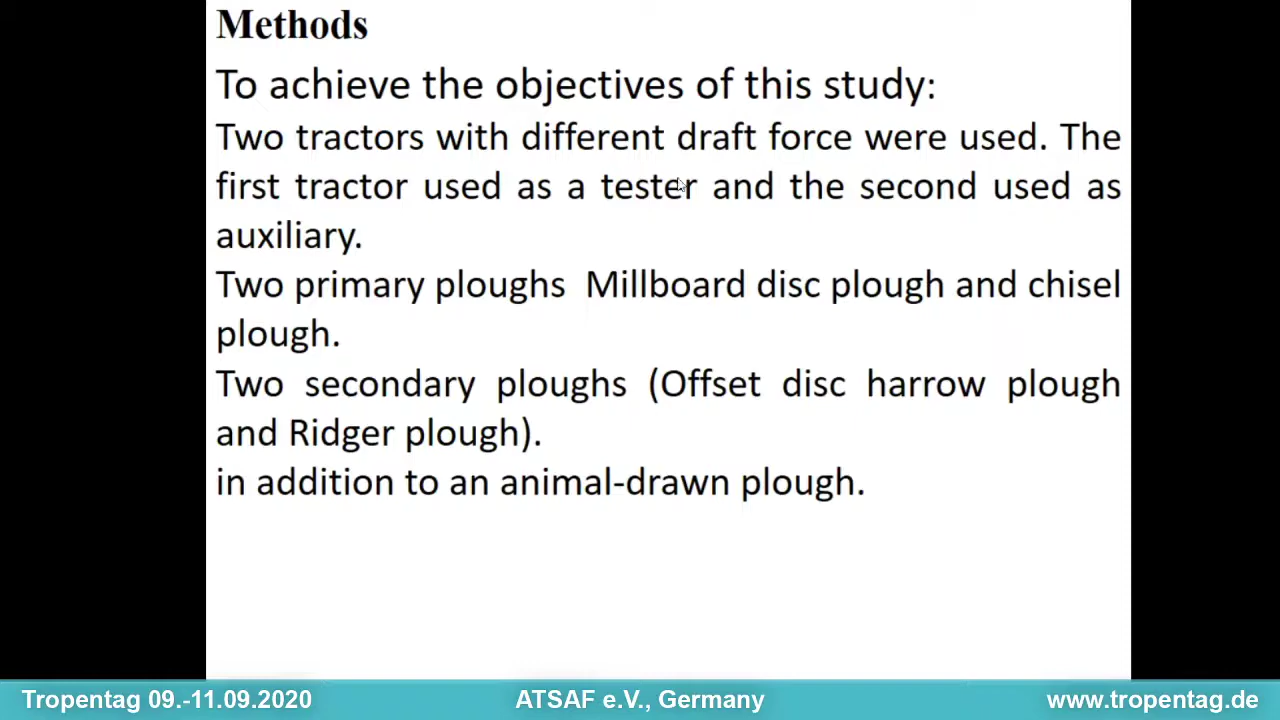 Methods
To achieve the objectives of this study:
Two tractors with different draft force were used. The
first tractor used as a tester and the second used as
auxiliary.
Two primary ploughs Millboard disc plough and chisel
plough.
Two secondary ploughs (Offset disc harrow plough
and Ridger plough).
in addition to an animal-drawn plough.
Tropentag 09.-11.09.2020 ATSAF e.V., Germany www.tropentag.de